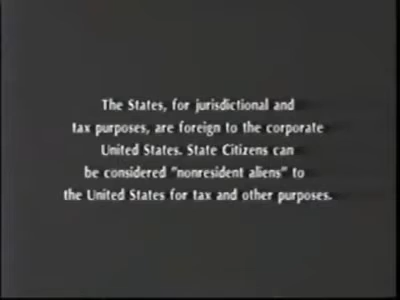 The States, for jurisdictional and
tax purposes, are foreign to the corporate
United States. State Citizens can
be considered "nonresident aliens" to
the United States for tax and other purposes.